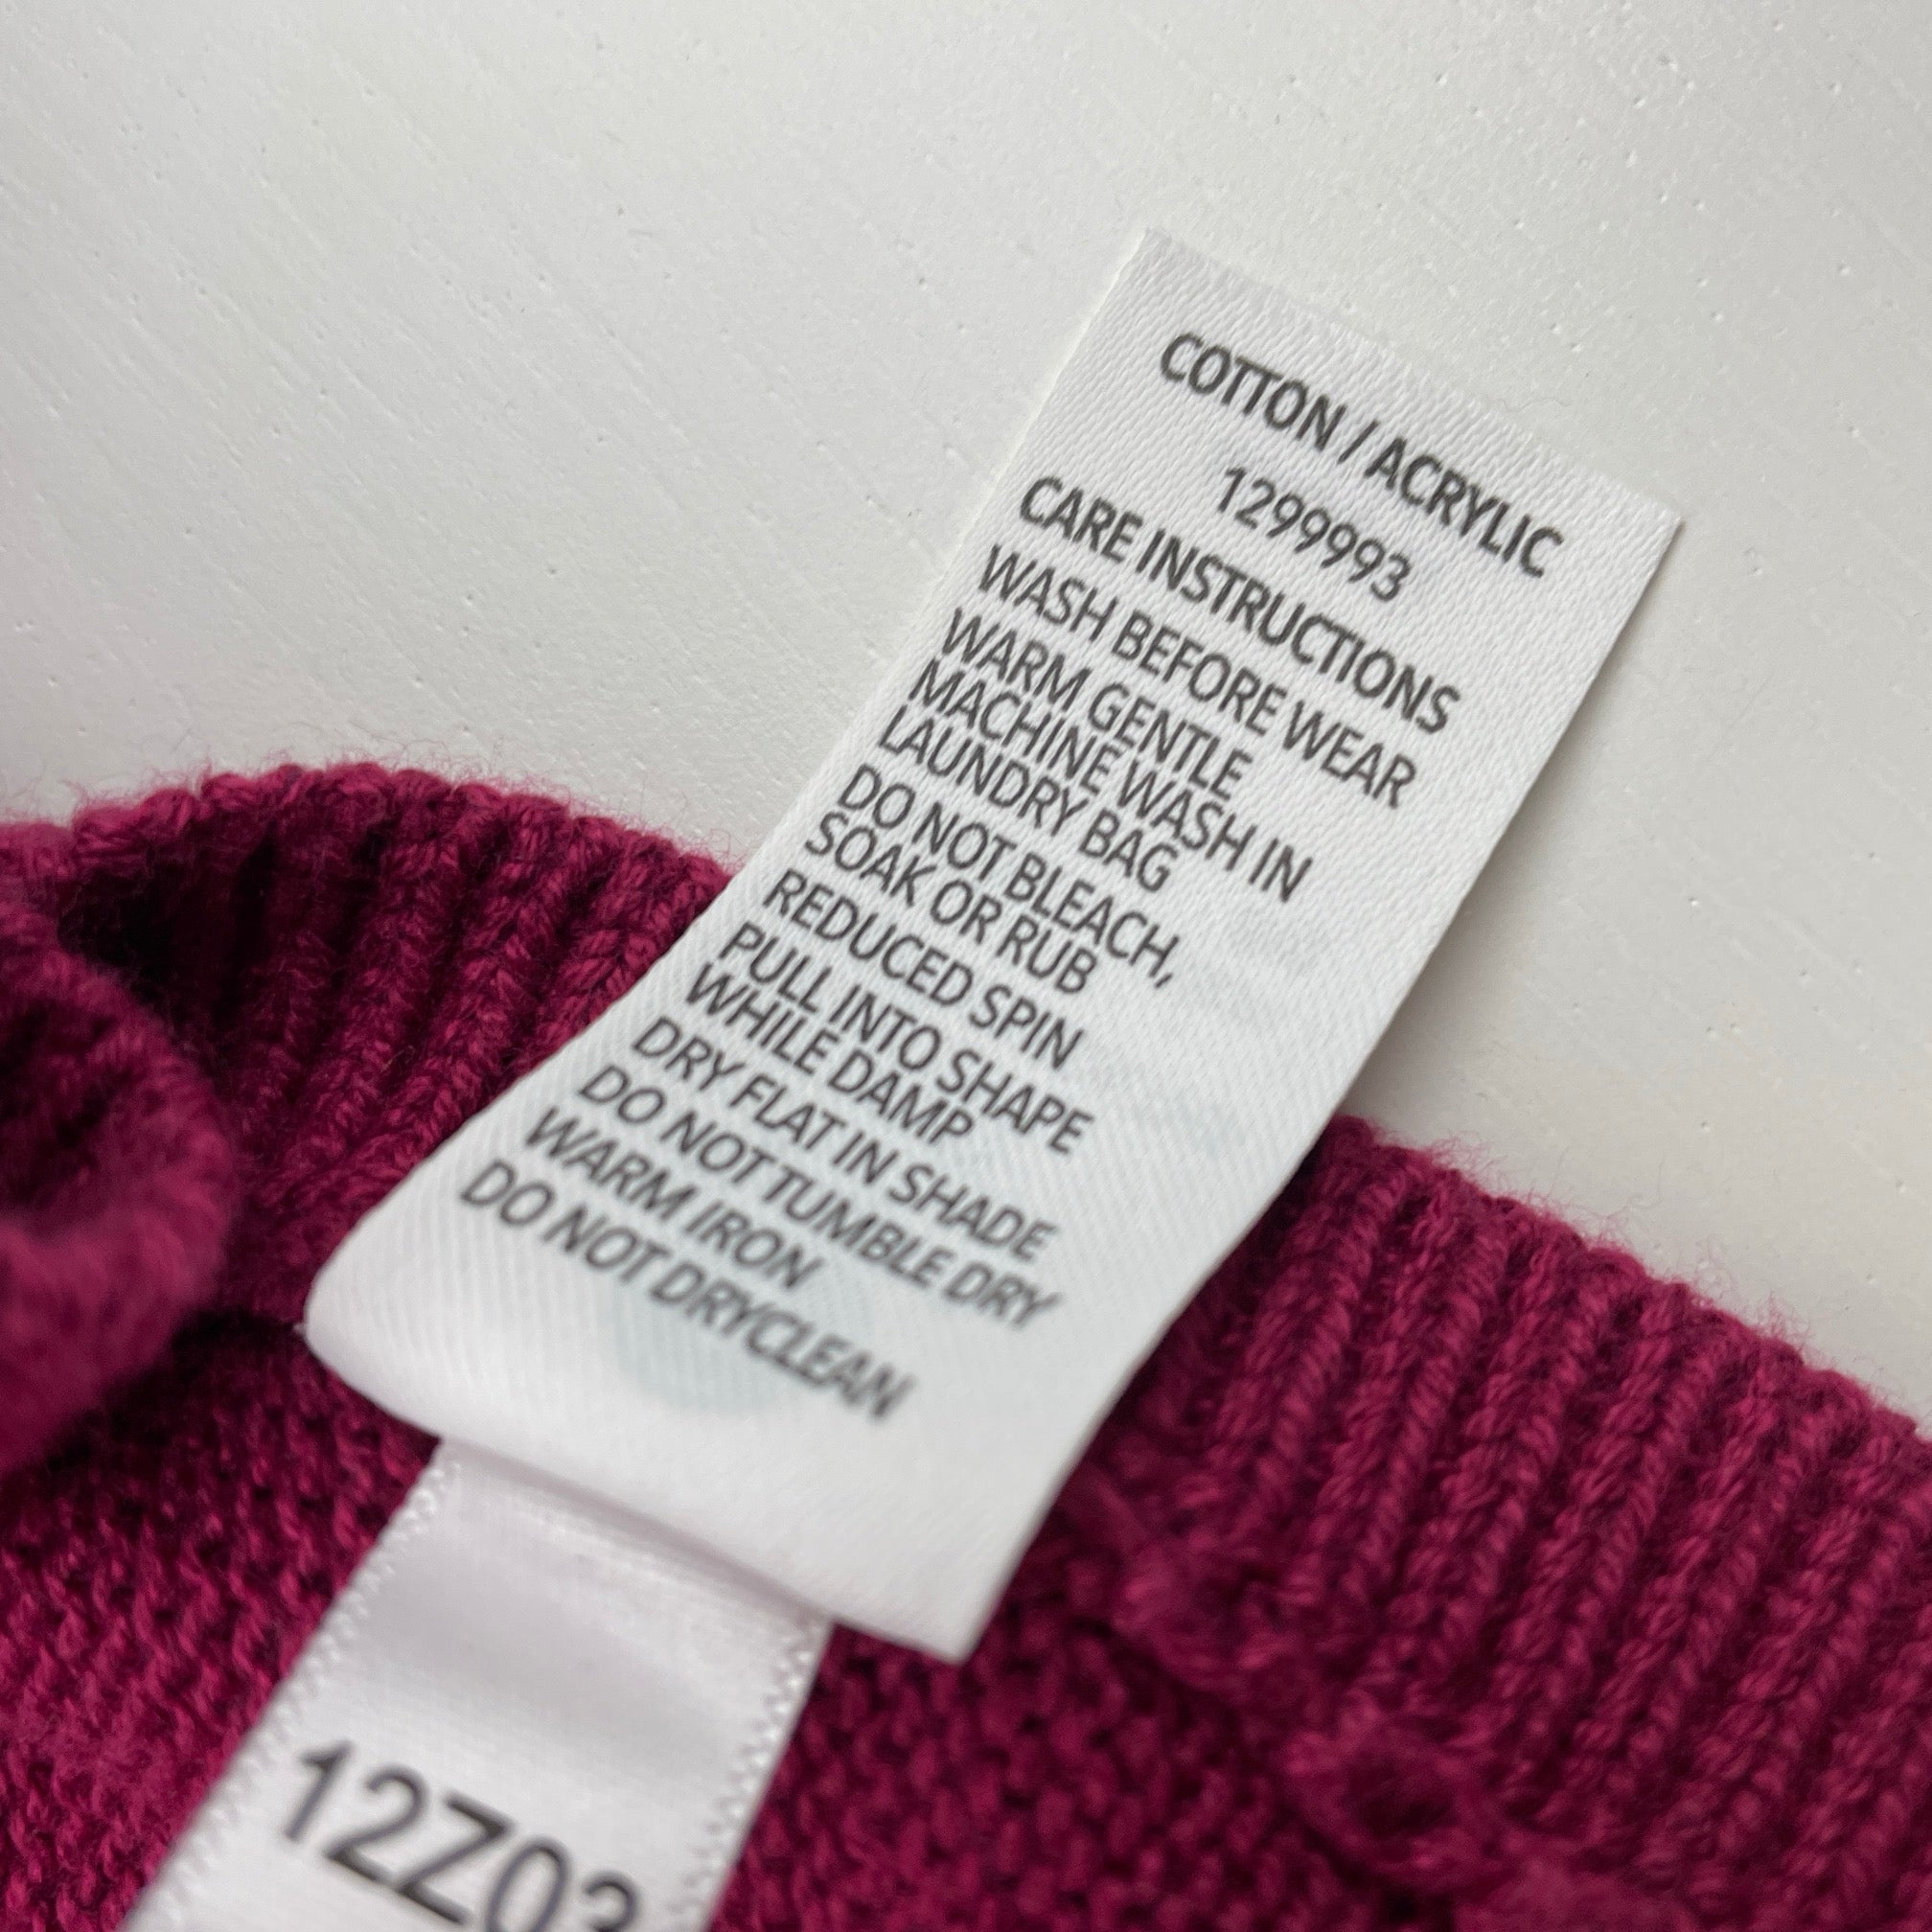 COTTON / ACRYLIC
1299993
CARE INSTRUCTIONS
WASH BEFORE WEAR
WARM GENTLE
MACHINE WASH IN
LAUNDRY BAG
DO NOT BLEACH,
SOAK OR RUB
REDUCED SPIN
PULL INTO SHAPE
WHILE DAMP
DRY FLAT IN SHADE
DO NOT TUMBLE DRY
WARM IRON
DO NOT DRYCLEAN
12Z03